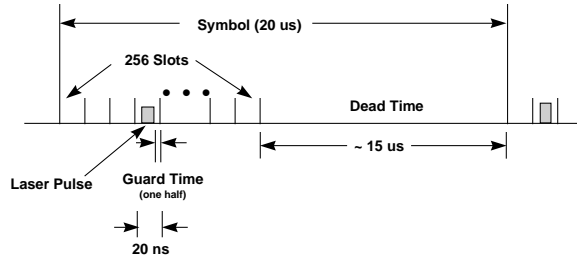 Symbol (20 us)
256 Slots
Dead Time
~ 15 us
Laser Pulse
Guard Time
(one half)
20 ns